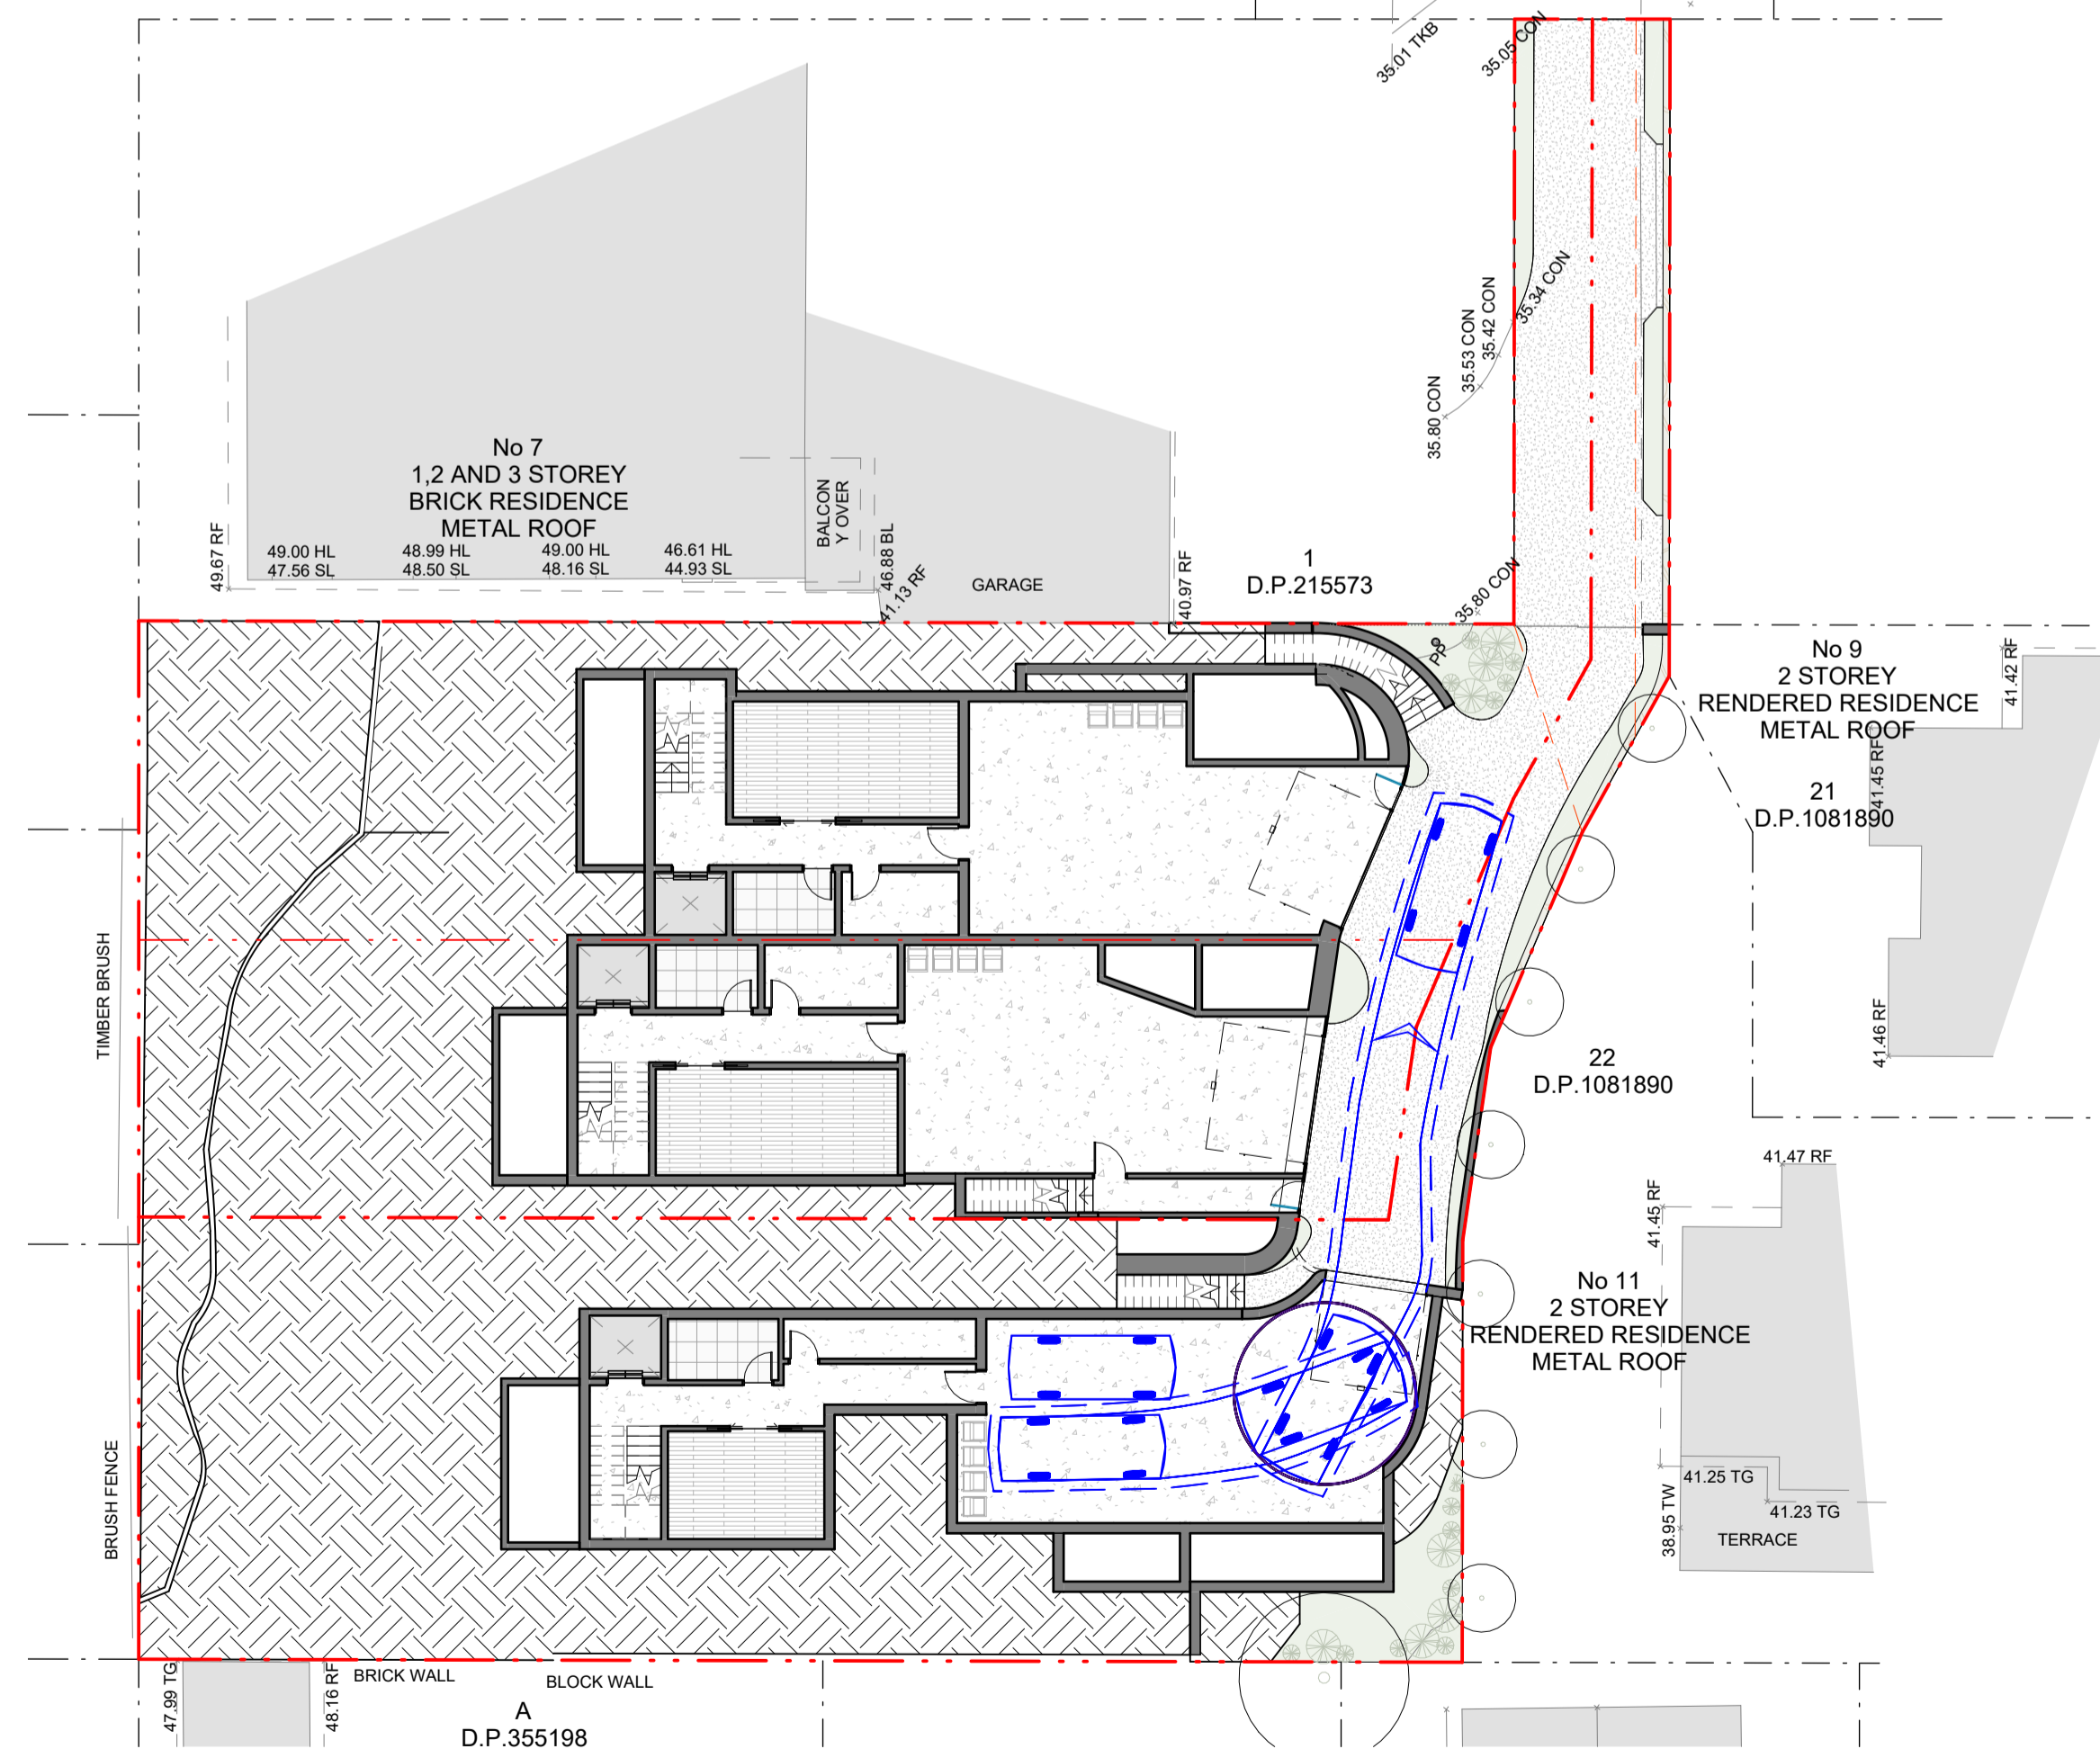 35.01 TKB
35.05 CON
35.34 CON
35.42 CON
35.53 CON
35.80 CON
No 7
1,2 AND 3 STOREY
BRICK RESIDENCE
METAL ROOF
BALCON
Y OVER
49.67 RF
49.00 HL
47.56 SL
48.99 HL
48.50 SL
49.00 HL
48.16 SL
46.61 HL
44.93 SL
46.88 BL
41.13 RF
GARAGE
40.97 RF
1
D.P.215573
35.80 CON
PP
No 9
2 STOREY
RENDERED RESIDENCE
METAL ROOF
41.42 RF
41.45 RF
21
D.P.1081890
41.46 RF
TIMBER BRUSH
22
D.P.1081890
41.47 RF
41.45 RF
No 11
2 STOREY
RENDERED RESIDENCE
METAL ROOF
BRUSH FENCE
41.25 TG
41.23 TG
38.95 TW
TERRACE
47.99 TG
48.16 RF
BRICK WALL
BLOCK WALL
A
D.P.355198